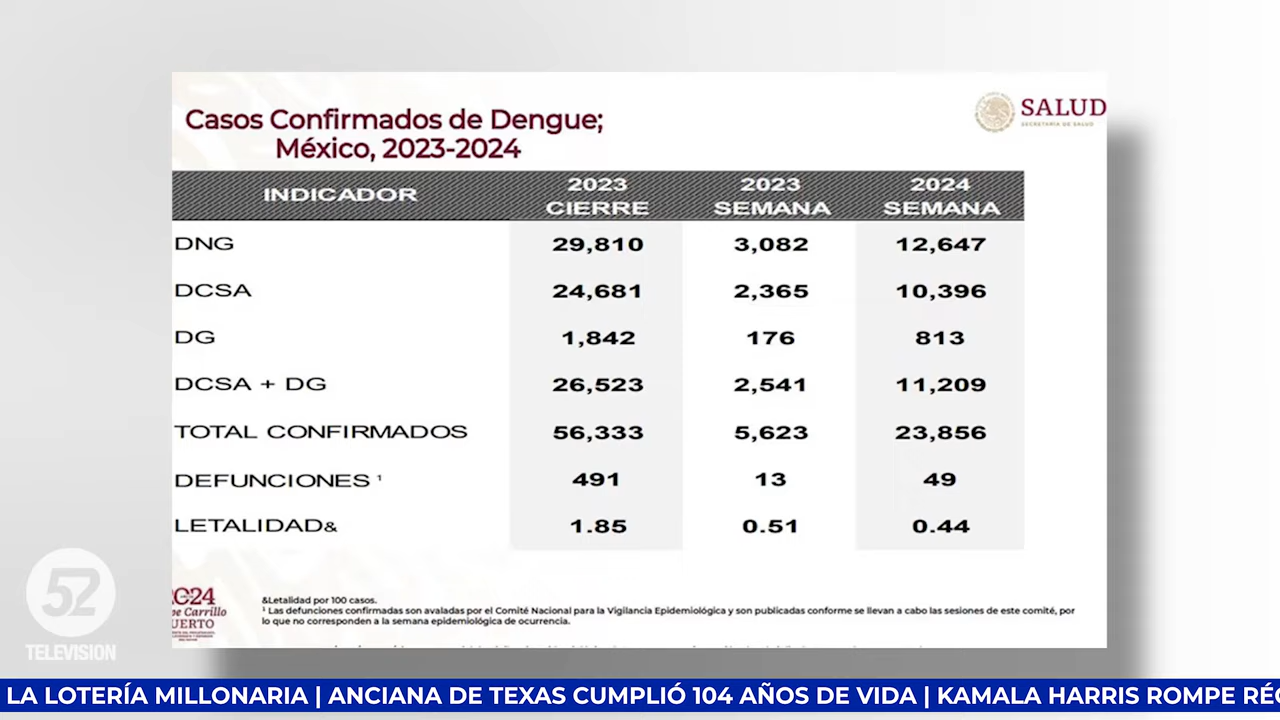 Casos Confirmados de Dengue;
México, 2023-2024
SALUD
SECRETARÍA DE SALUD
INDICADOR 2023 CIERRE 2023 SEMANA 2024 SEMANA
DNG 29,810 3,082 12,647
DCSA 24,681 2,365 10,396
DG 1,842 176 813
DCSA + DG 26,523 2,541 11,209
TOTAL CONFIRMADOS 56,333 5,623 23,856
DEFUNCIONES ¹ 491 13 49
LETALIDAD& 1.85 0.51 0.44
2024
pe Carrillo
UERTO
&Letalidad por 100 casos.
¹ Las defunciones confirmadas son avaladas por el Comité Nacional para la Vigilancia Epidemiológica y son publicadas conforme se llevan a cabo las sesiones de este comité, por
lo que no corresponden a la semana epidemiológica de ocurrencia.
52
TELEVISION
LA LOTERÍA MILLONARIA | ANCIANA DE TEXAS CUMPLIÓ 104 AÑOS DE VIDA | KAMALA HARRIS ROMPE RÉC